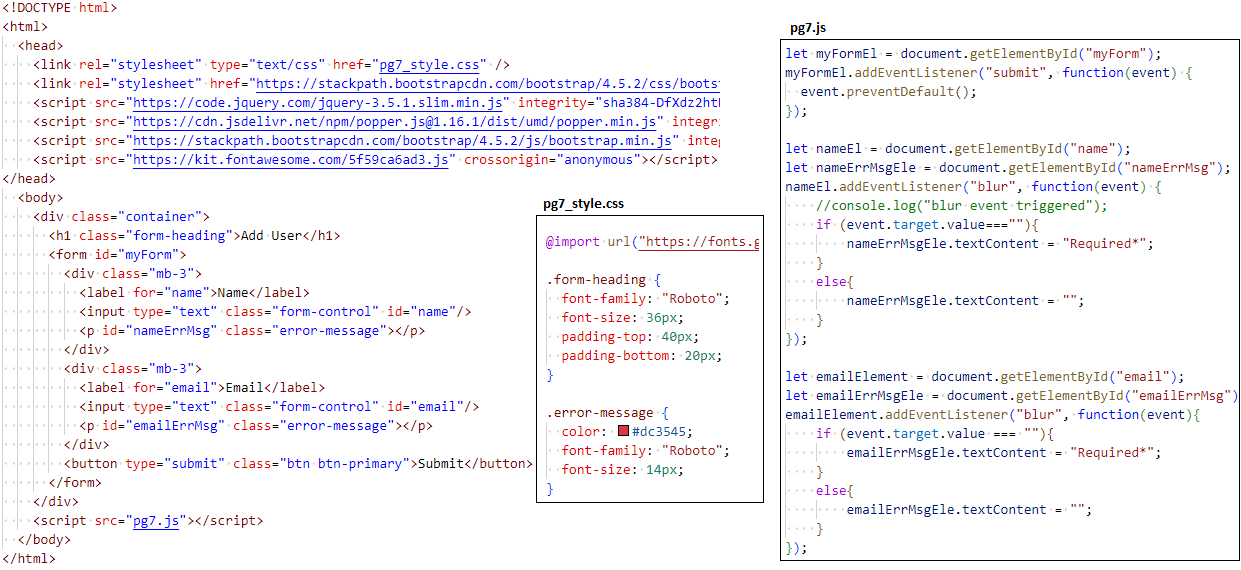 <!DOCTYPE html>
<html>
<head>
<link rel="stylesheet" type="text/css" href="pg7_style.css" />
<link rel="stylesheet" href="https://stackpath.bootstrapcdn.com/bootstrap/4.5.2/css/boots
<script src="https://code.jquery.com/jquery-3.5.1.slim.min.js" integrity="sha384-DfXdz2htl
<script src="https://cdn.jsdelivr.net/npm/popper.js@1.16.1/dist/umd/popper.min.js" integri
<script src="https://stackpath.bootstrapcdn.com/bootstrap/4.5.2/js/bootstrap.min.js" inte
<script src="https://kit.fontawesome.com/5f59ca6ad3.js" crossorigin="anonymous"></script>
</head>
<body>
<div class="container">
<h1 class="form-heading">Add User</h1>
<form id="myForm">
<div class="mb-3">
<label for="name">Name</label>
<input type="text" class="form-control" id="name"/>
<p id="nameErrMsg" class="error-message"></p>
</div>
<div class="mb-3">
<label for="email">Email</label>
<input type="text" class="form-control" id="email"/>
<p id="emailErrMsg" class="error-message"></p>
</div>
<button type="submit" class="btn btn-primary">Submit</button>
</form>
</div>
<script src="pg7.js"></script>
</body>
</html>
pg7_style.css
@import url("https://fonts.g
.form-heading {
font-family: "Roboto";
font-size: 36px;
padding-top: 40px;
padding-bottom: 20px;
}
.error-message {
color: #dc3545;
font-family: "Roboto";
font-size: 14px;
}
pg7.js
let myFormEl = document.getElementById("myForm");
myFormEl.addEventListener("submit", function(event) {
event.preventDefault();
});
let nameEl = document.getElementById("name");
let nameErrMsgEle = document.getElementById("nameErrMsg");
nameEl.addEventListener("blur", function(event) {
//console.log("blur event triggered");
if (event.target.value===""){
nameErrMsgEle.textContent = "Required*";
}
else{
nameErrMsgEle.textContent = "";
}
});
let emailElement = document.getElementById("email");
let emailErrMsgEle = document.getElementById("emailErrMsg")
emailElement.addEventListener("blur", function(event){
if (event.target.value === ""){
emailErrMsgEle.textContent = "Required*";
}
else{
emailErrMsgEle.textContent = "";
}
});